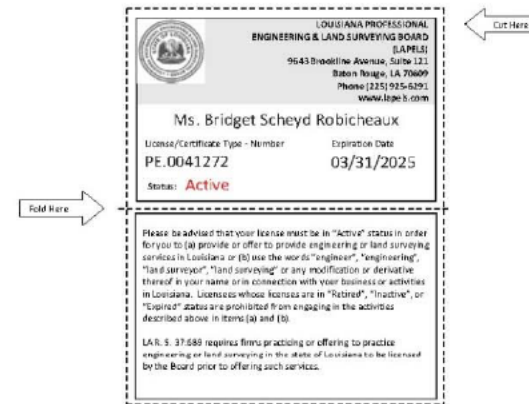 LOUISIANA PROFESSIONAL
ENGINEERING & LAND SURVEYING BOARD
(LAPELS)
9643 Brookline Avenue, Suite 121
Baton Rouge, LA 70809
Phone (225) 925-6291
www.lapels.com
Cut Here
Ms. Bridget Scheyd Robicheaux
License/Certificate Type - Number Expiration Date
PE.0041272 03/31/2025
Status: Active
Fold Here
Please be advised that your license must be in "Active" status in order
for you to (a) provide or offer to provide engineering or land surveying
services in Louisiana or (b) use the words "engineer", "engineering",
"land surveyor", "land surveying" or any modification or derivative
thereof in your name or in connection with your business or activities
in Louisiana. Licensees whose licenses are in "Retired", "Inactive", or
"Expired" status are prohibited from engaging in the activities
described above in items (a) and (b).
LA R. S. 37:689 requires firms practicing or offering to practice
engineering or land surveying in the state of Louisiana to be licensed
by the Board prior to offering such services.